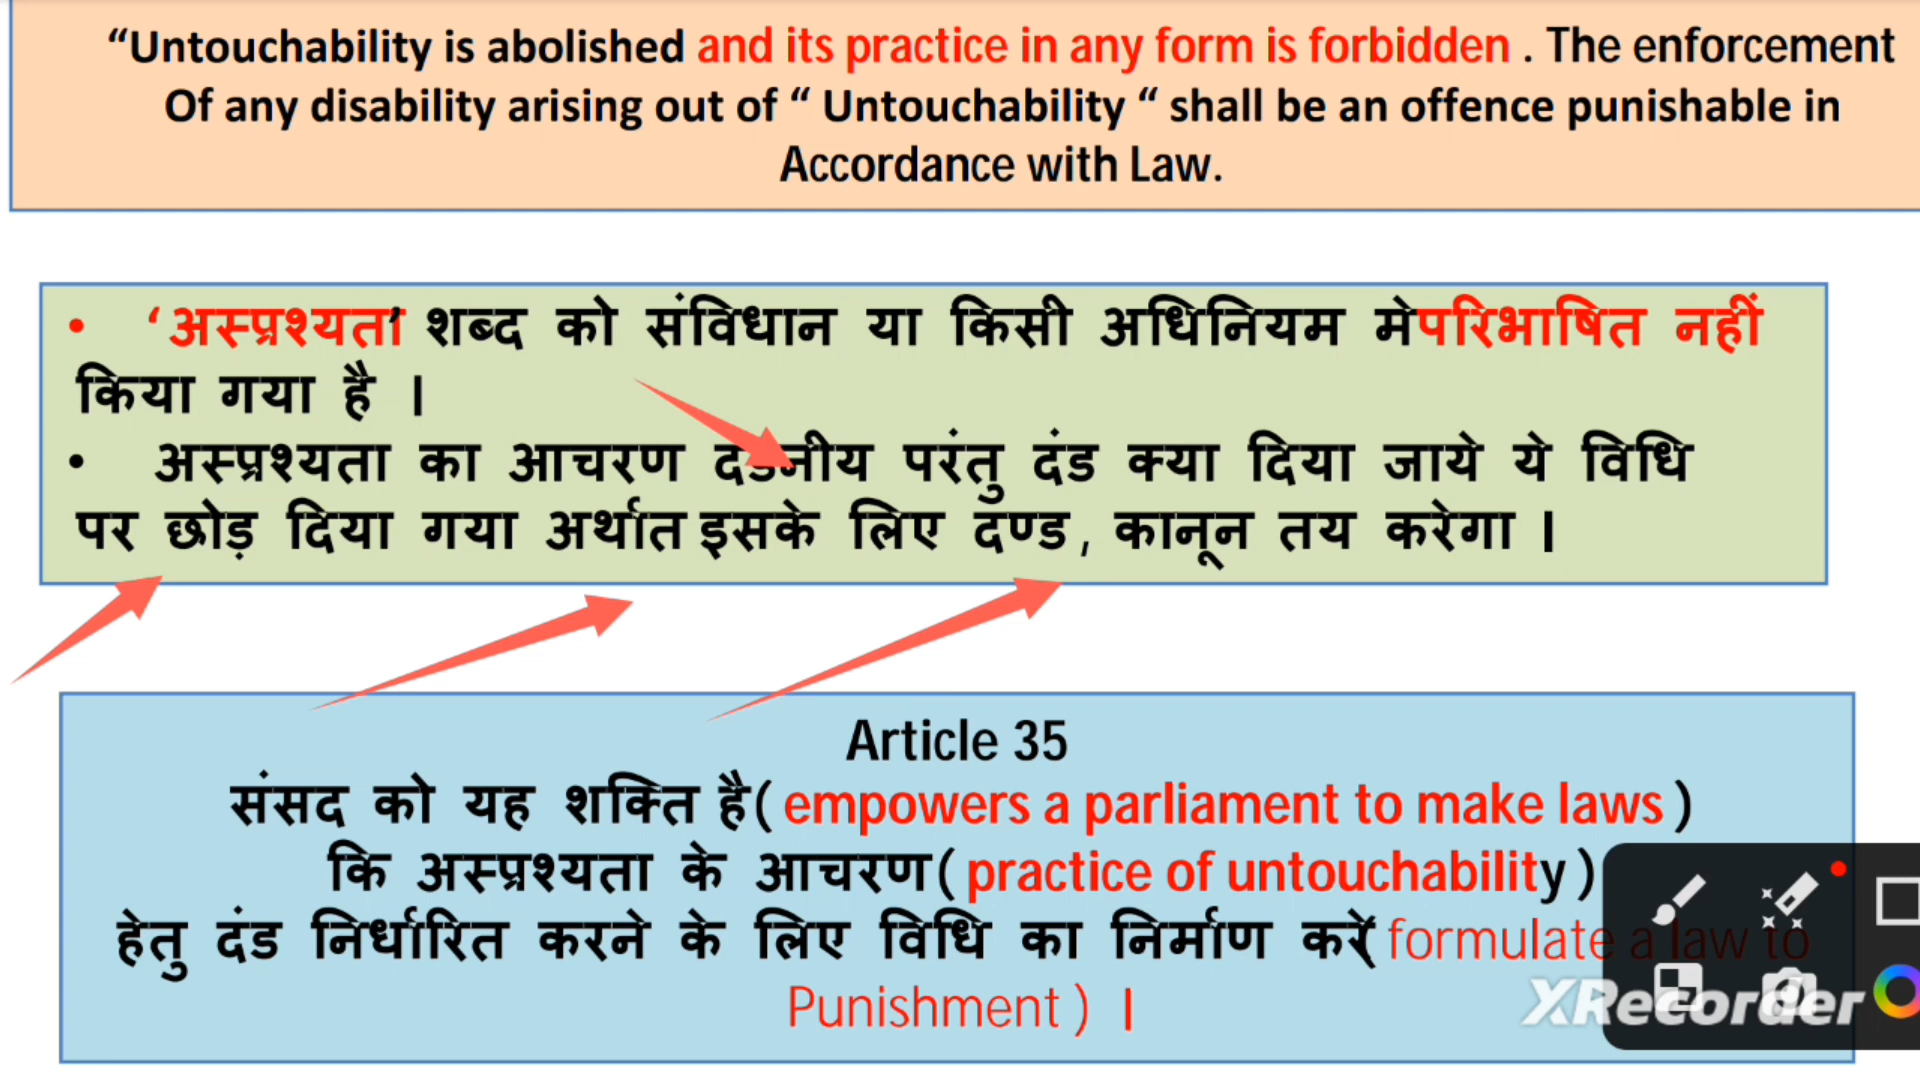 “Untouchability is abolished and its practice in any form is forbidden . The enforcement
Of any disability arising out of “ Untouchability “ shall be an offence punishable in
Accordance with Law.
• ‘अस्प्रश्यता’ शब्द को संविधान या किसी अधिनियम मे परिभाषित नहीं
किया गया है ।
• अस्प्रश्यता का आचरण दंडनीय परंतु दंड क्या दिया जाये ये विधि
पर छोड़ दिया गया अर्थात इसके लिए दण्ड , कानून तय करेगा ।
Article 35
संसद को यह शक्ति है( empowers a parliament to make laws )
कि अस्प्रश्यता के आचरण( practice of untouchability )
हेतु दंड निर्धारित करने के लिए विधि का निर्माण करें( formulate a law to
Punishment ) ।
XRecorder